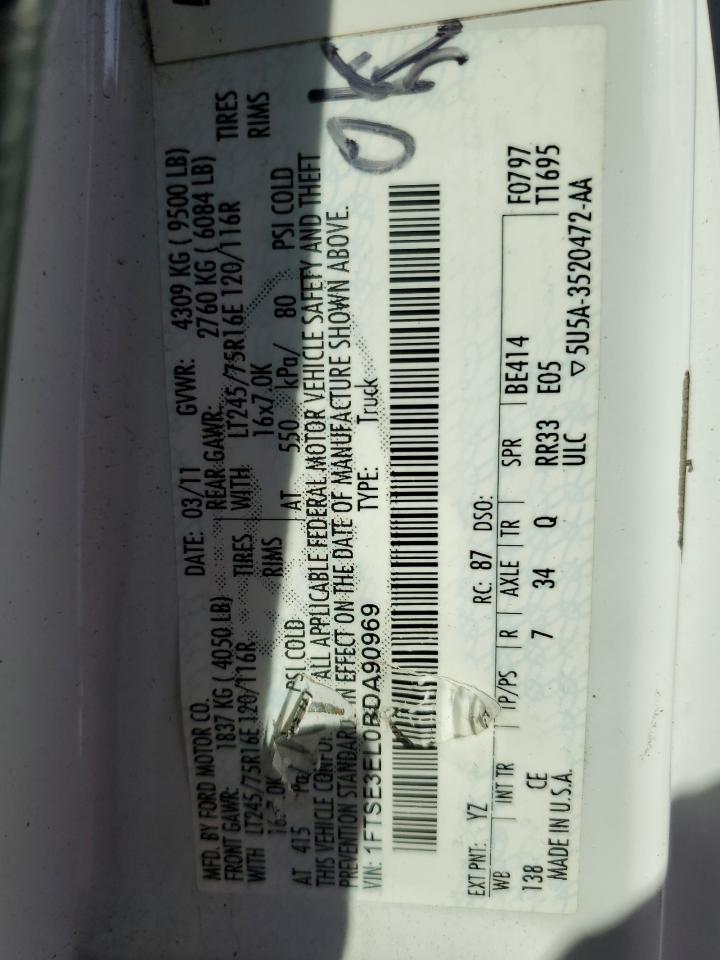 OK
MFD. BY FORD MOTOR CO. DATE: 03/11 GVWR: 4309 KG ( 9500 LB)
FRONT GAWR: 1837 KG ( 4050 LB) REAR GAWR: 2760 KG ( 6084 LB)
WITH LT245/75R16E 120/116R TIRES WITH LT245/75R16E 120/116R TIRES
RIMS 16x7.0K RIMS
AT 415 PSI COLD AT 550 kPa/ 80 PSI COLD
THIS VEHICLE ALL APPLICABLE FEDERAL MOTOR VEHICLE SAFETY AND THEFT
PREVENTION STANDARD IN EFFECT ON THE DATE OF MANUFACTURE SHOWN ABOVE.
VIN: 1FTSE3EL0BDA90969 TYPE: Truck
EXT PNT: YZ RC: 87 DSO: F0797
WB INT TR TP/PS R AXLE TR SPR BE414 T1695
138 CE 7 34 Q RR33 E05
MADE IN U.S.A. ULC ▽5U5A-3520472-AA